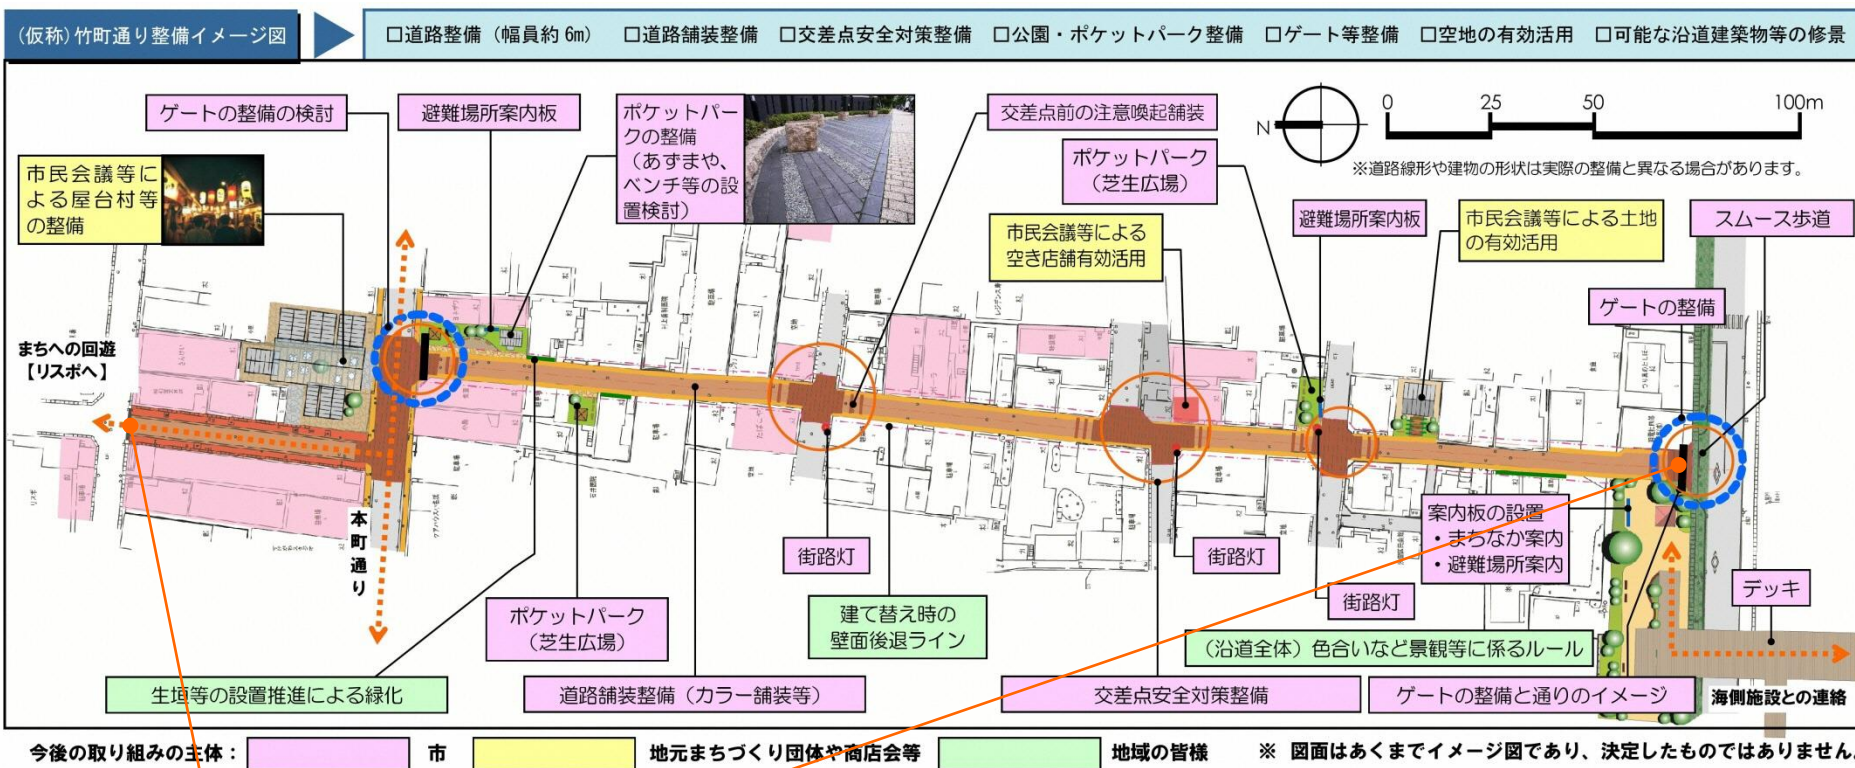 (仮称)竹町通り整備イメージ図
□道路整備（幅員約6m） □道路舗装整備 □交差点安全対策整備 □公園・ポケットパーク整備 □ゲート等整備 □空地の有効活用 □可能な沿道建築物等の修景
ゲートの整備の検討
避難場所案内板
ポケットパー
クの整備
（あずまや、
ベンチ等の設
置検討）
交差点前の注意喚起舗装
N
0 25 50 100m
※道路線形や建物の形状は実際の整備と異なる場合があります。
市民会議等に
よる屋台村等
の整備
ポケットパーク
（芝生広場）
市民会議等による
空き店舗有効活用
避難場所案内板
市民会議等による土地
の有効活用
スムース歩道
ゲートの整備
まちへの回遊
【リスポへ】
本町通り
街路灯
街路灯
街路灯
案内板の設置
・まちなか案内
・避難場所案内
デッキ
ポケットパーク
（芝生広場）
建て替え時の
壁面後退ライン
（沿道全体）色合いなど景観等に係るルール
生垣等の設置推進による緑化
道路舗装整備（カラー舗装等）
交差点安全対策整備
ゲートの整備と通りのイメージ
海側施設との連絡
今後の取り組みの主体： 市 地元まちづくり団体や商店会等 地域の皆様 ※ 図面はあくまでイメージ図であり、決定したものではありません。